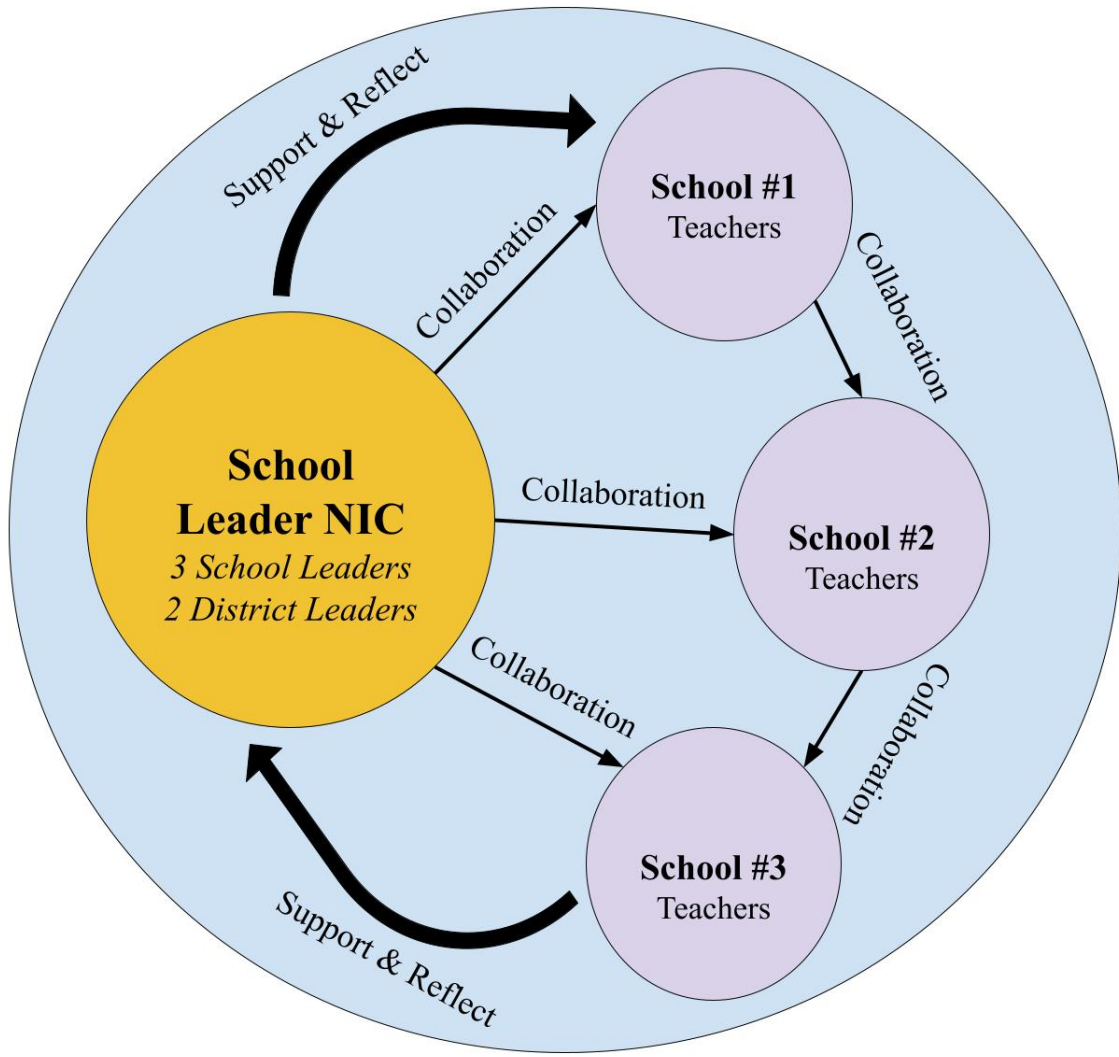 Support & Reflect
School #1
Teachers
Collaboration
Collaboration
School
Leader NIC
3 School Leaders
2 District Leaders
Collaboration
School #2
Teachers
Collaboration
Collaboration
School #3
Teachers
Support & Reflect